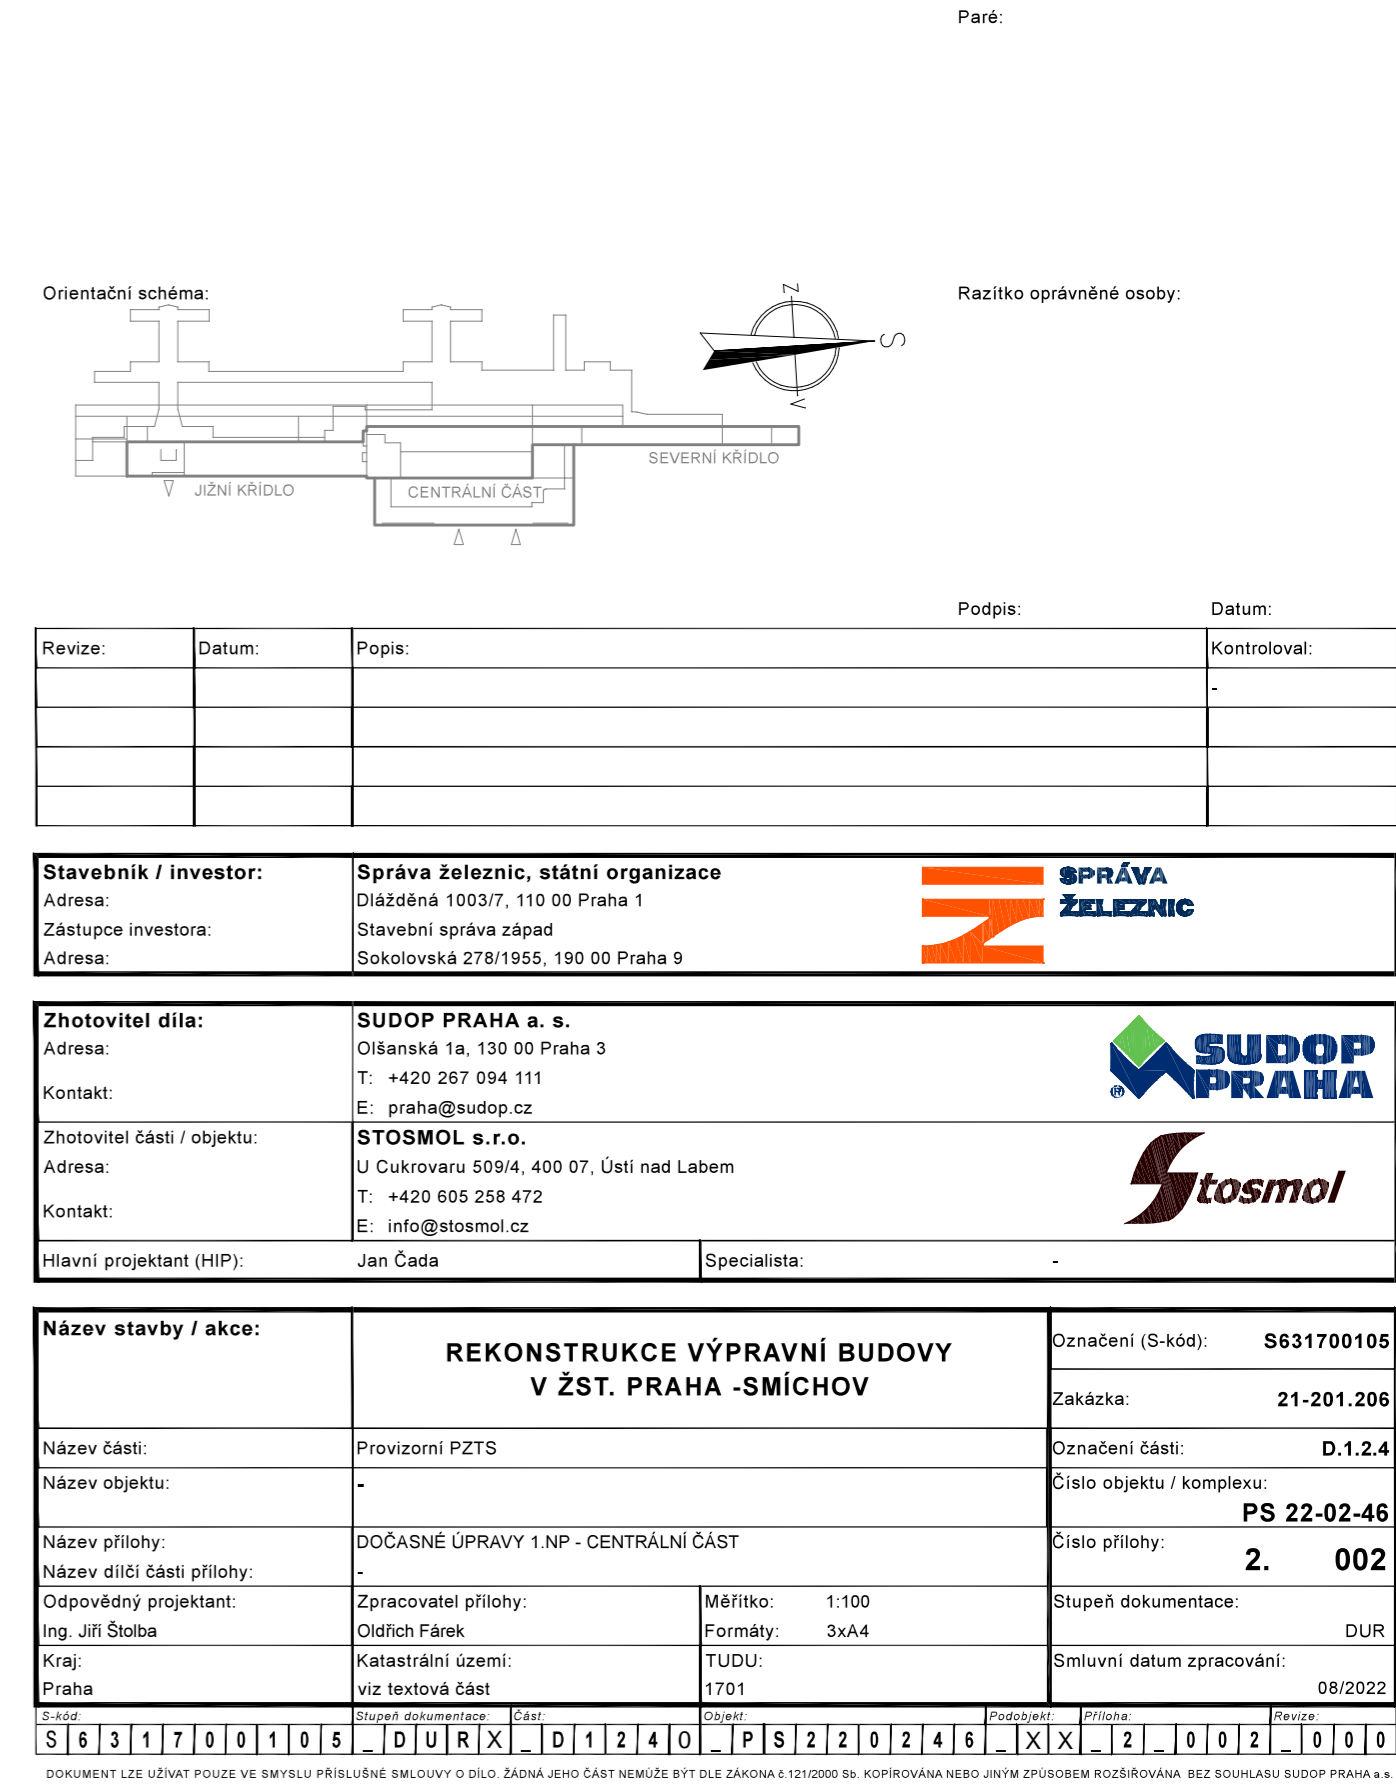 Paré:
Orientační schéma:
Razítko oprávněné osoby:
Z
S
V
SEVERNÍ KŘÍDLO
JIŽNÍ KŘÍDLO
CENTRÁLNÍ ČÁST
Podpis: Datum:
Revize: Datum: Popis: Kontroloval:
-
Stavebník / investor: Správa železnic, státní organizace
Adresa: Dlážděná 1003/7, 110 00 Praha 1
Zástupce investora: Stavební správa západ
Adresa: Sokolovská 278/1955, 190 00 Praha 9
SPRÁVA
ŽELEZNIC
Zhotovitel díla: SUDOP PRAHA a. s.
Adresa: Olšanská 1a, 130 00 Praha 3
Kontakt: T: +420 267 094 111
E: praha@sudop.cz
SUDOP
PRAHA
®
Zhotovitel části / objektu: STOSMOL s.r.o.
Adresa: U Cukrovaru 509/4, 400 07, Ústí nad Labem
Kontakt: T: +420 605 258 472
E: info@stosmol.cz
Stosmol
Hlavní projektant (HIP): Jan Čada Specialista: -
Název stavby / akce:
REKONSTRUKCE VÝPRAVNÍ BUDOVY
V ŽST. PRAHA -SMÍCHOV
Označení (S-kód): S631700105
Zakázka: 21-201.206
Název části: Provizorní PZTS Označení části: D.1.2.4
Název objektu: - Číslo objektu / komplexu:
PS 22-02-46
Název přílohy: DOČASNÉ ÚPRAVY 1.NP - CENTRÁLNÍ ČÁST Číslo přílohy:
2. 002
Název dílčí části přílohy: -
Odpovědný projektant: Zpracovatel přílohy: Měřítko: 1:100 Stupeň dokumentace:
Ing. Jiří Štolba Oldřich Fárek Formáty: 3xA4 DUR
Kraj: Katastrální území: TUDU: Smluvní datum zpracování:
Praha viz textová část 1701 08/2022
S-kód: Stupeň dokumentace: Část: Objekt: Podobjekt: Příloha: Revize:
S 6 3 1 7 0 0 1 0 5 _ D U R X _ D 1 2 4 0 _ P S 2 2 0 2 4 6 _ X X _ 2 _ 0 0 2 _ 0 0 0
DOKUMENT LZE UŽÍVAT POUZE VE SMYSLU PŘÍSLUŠNÉ SMLOUVY O DÍLO. ŽÁDNÁ JEHO ČÁST NEMŮŽE BÝT DLE ZÁKONA č.121/2000 Sb. KOPÍROVÁNA NEBO JINÝM ZPŮSOBEM ROZŠIŘOVÁNA BEZ SOUHLASU SUDOP PRAHA a.s.